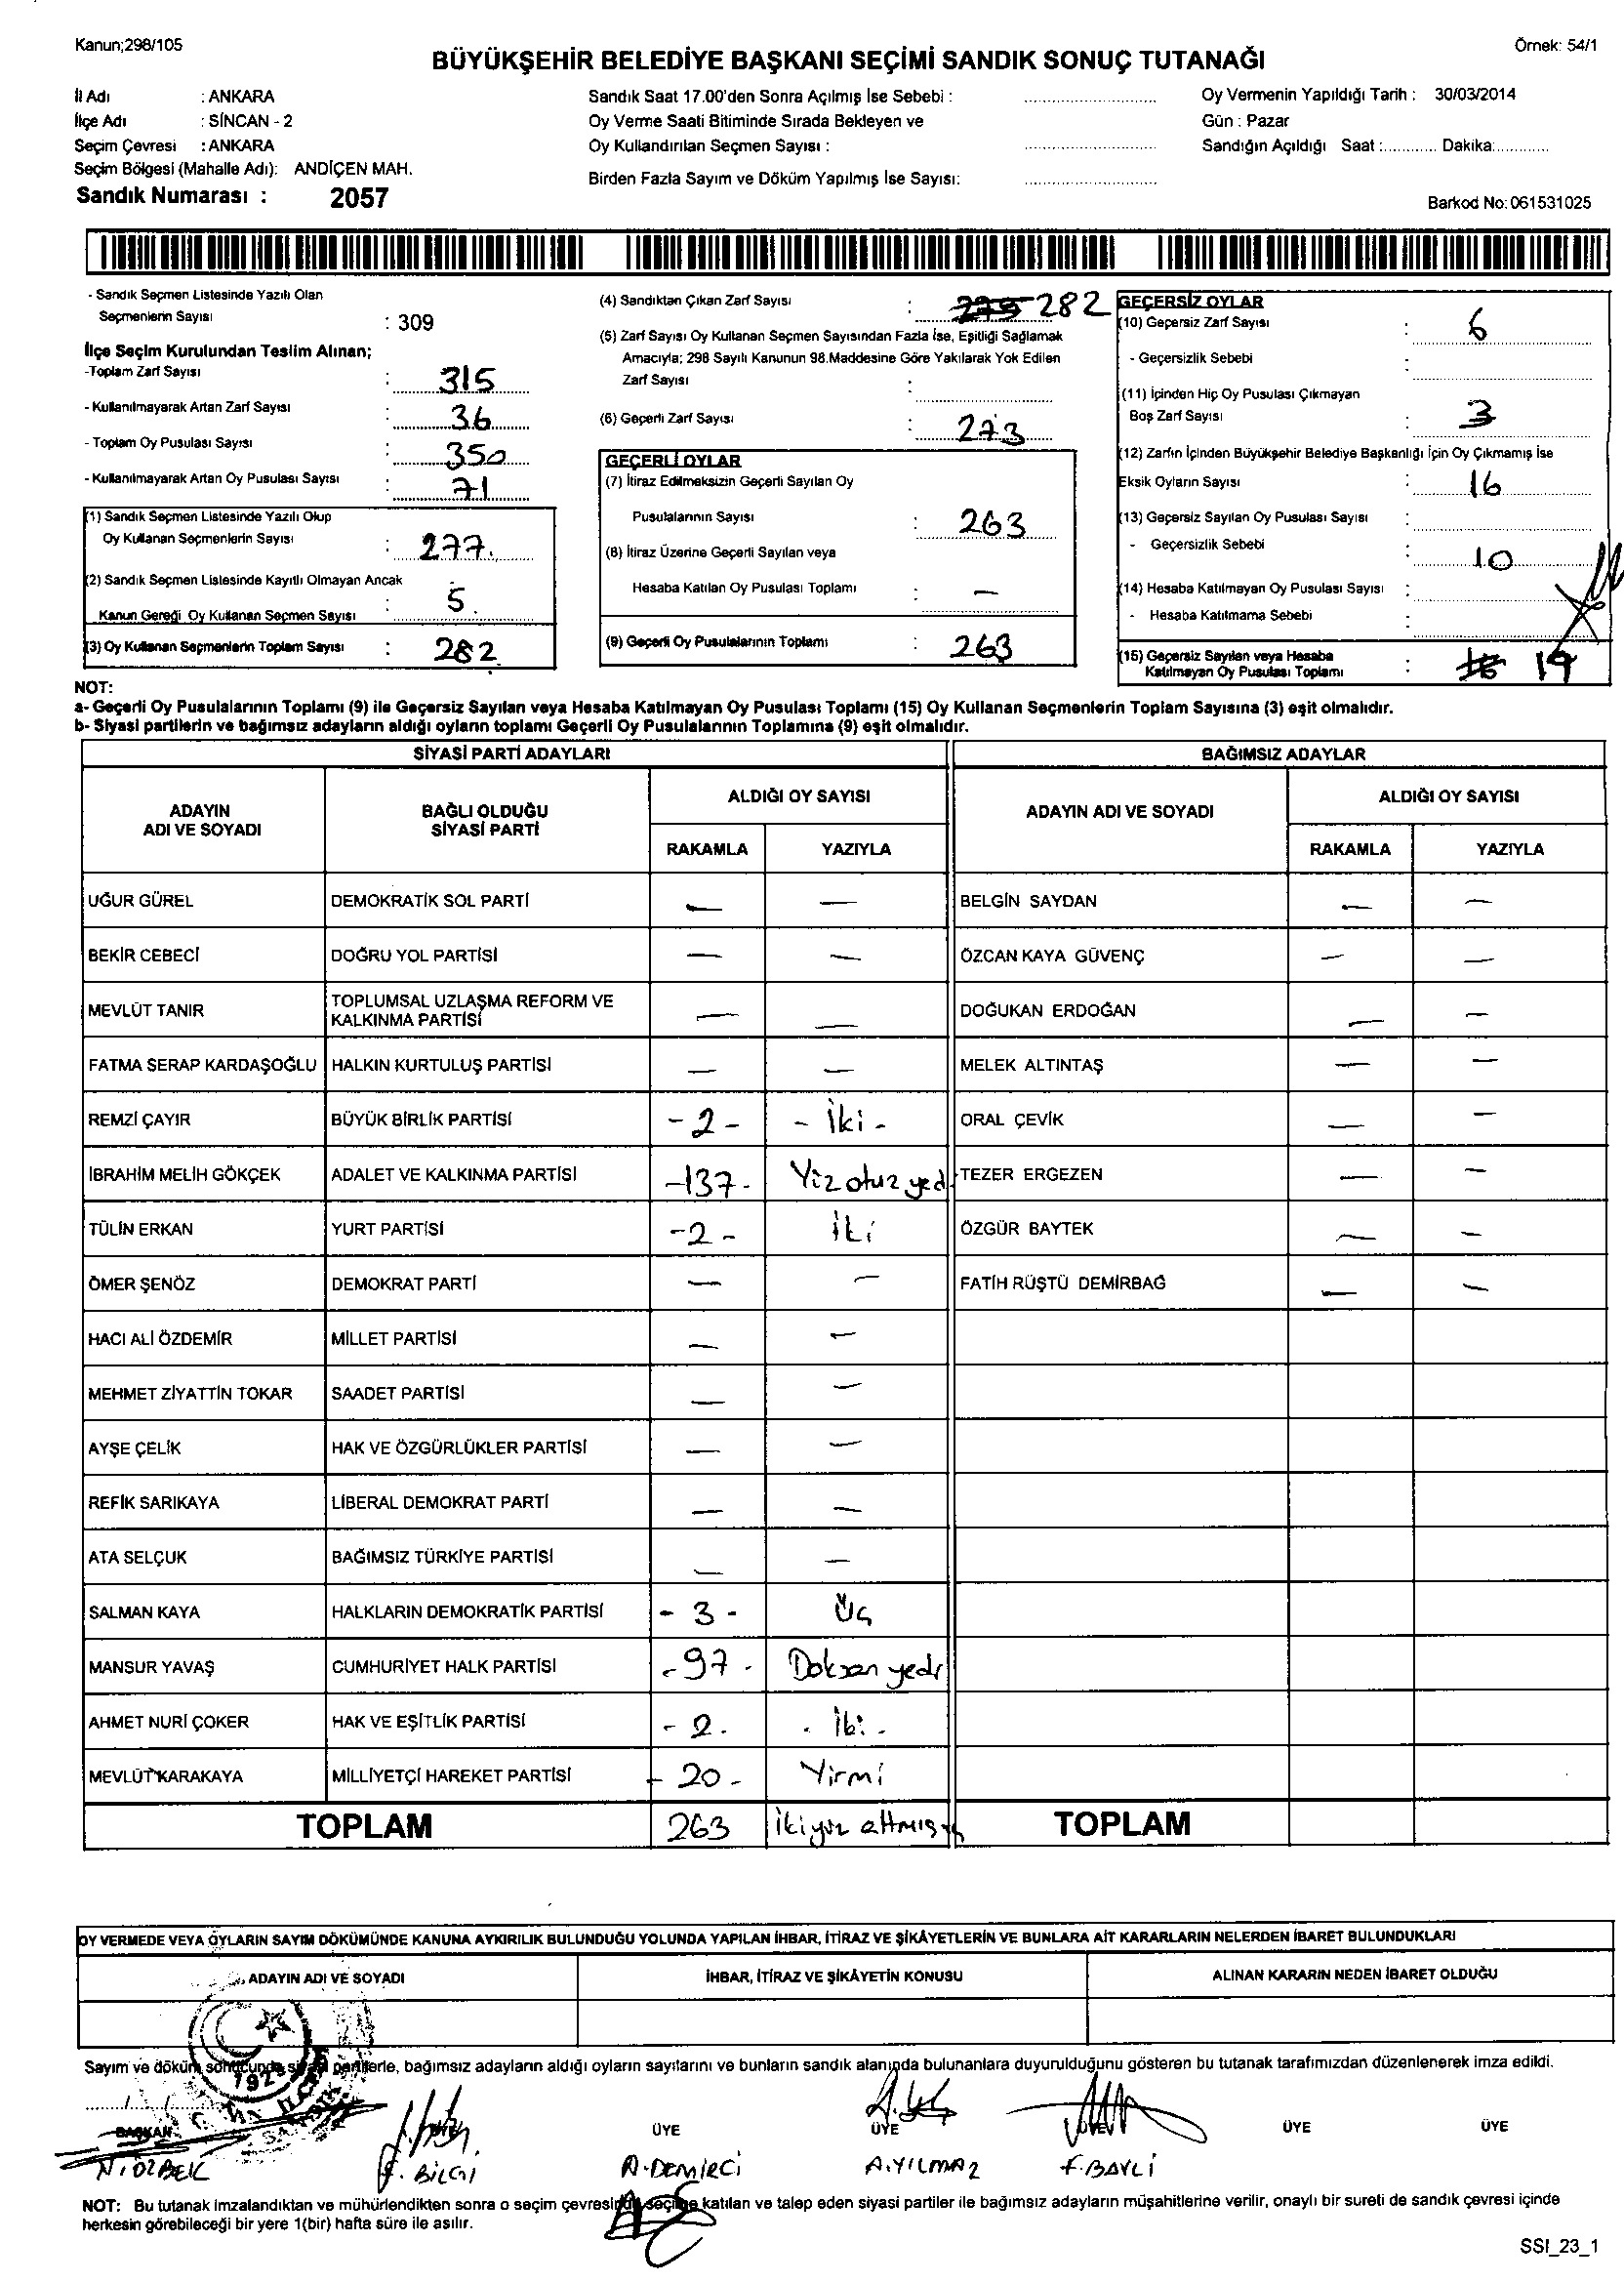 Kanun;298/105
Örnek: 54/1
BÜYÜKŞEHİR BELEDİYE BAŞKANI SEÇİMİ SANDIK SONUÇ TUTANAĞI
İl Adı : ANKARA
İlçe Adı : SİNCAN - 2
Seçim Çevresi : ANKARA
Seçim Bölgesi (Mahalle Adı): ANDİÇEN MAH.
Sandık Numarası : 2057
Sandık Saat 17.00'den Sonra Açılmış İse Sebebi :
Oy Verme Saati Bitiminde Sırada Bekleyen ve
Oy Kullandırılan Seçmen Sayısı :
Birden Fazla Sayım ve Döküm Yapılmış İse Sayısı:
Oy Vermenin Yapıldığı Tarih : 30/03/2014
Gün : Pazar
Sandığın Açıldığı Saat :............ Dakika:............
Barkod No:061531025
- Sandık Seçmen Listesinde Yazılı Olan
Seçmenlerin Sayısı : 309
İlçe Seçim Kurulundan Teslim Alınan;
-Toplam Zarf Sayısı : 315
- Kullanılmayarak Artan Zarf Sayısı : 36
- Toplam Oy Pusulası Sayısı : 350
- Kullanılmayarak Artan Oy Pusulası Sayısı : 71
(1) Sandık Seçmen Listesinde Yazılı Olup
Oy Kullanan Seçmenlerin Sayısı : 277
(2) Sandık Seçmen Listesinde Kayıtlı Olmayan Ancak
Kanun Gereği Oy Kullanan Seçmen Sayısı : 5
(3) Oy Kullanan Seçmenlerin Toplam Sayısı : 282
(4) Sandıktan Çıkan Zarf Sayısı : 282
(5) Zarf Sayısı Oy Kullanan Seçmen Sayısından Fazla İse, Eşitliği Sağlamak
Amacıyla; 298 Sayılı Kanunun 98.Maddesine Göre Yakılarak Yok Edilen
Zarf Sayısı :
(6) Geçerli Zarf Sayısı : 273
GEÇERLİ OYLAR
(7) İtiraz Edilmeksizin Geçerli Sayılan Oy
Pusulalarının Sayısı : 263
(8) İtiraz Üzerine Geçerli Sayılan veya
Hesaba Katılan Oy Pusulası Toplamı : —
(9) Geçerli Oy Pusulalarının Toplamı : 263
GEÇERSİZ OYLAR
(10) Geçersiz Zarf Sayısı : 6
- Geçersizlik Sebebi :
(11) İçinden Hiç Oy Pusulası Çıkmayan
Boş Zarf Sayısı : 3
(12) Zarfın İçinden Büyükşehir Belediye Başkanlığı İçin Oy Çıkmamış İse
Eksik Oyların Sayısı : 16
(13) Geçersiz Sayılan Oy Pusulası Sayısı :
- Geçersizlik Sebebi : 10
(14) Hesaba Katılmayan Oy Pusulası Sayısı :
- Hesaba Katılmama Sebebi :
(15) Geçersiz Sayılan veya Hesaba
Katılmayan Oy Pusulası Toplamı : 19
NOT:
a- Geçerli Oy Pusulalarının Toplamı (9) ile Geçersiz Sayılan veya Hesaba Katılmayan Oy Pusulası Toplamı (15) Oy Kullanan Seçmenlerin Toplam Sayısına (3) eşit olmalıdır.
b- Siyasi partilerin ve bağımsız adayların aldığı oyların toplamı Geçerli Oy Pusulalarının Toplamına (9) eşit olmalıdır.
SİYASİ PARTİ ADAYLARI BAĞIMSIZ ADAYLAR
ADAYIN ADI VE SOYADI BAĞLI OLDUĞU SİYASİ PARTİ ALDIĞI OY SAYISI ADAYIN ADI VE SOYADI ALDIĞI OY SAYISI
RAKAMLA YAZIYLA RAKAMLA YAZIYLA
UĞUR GÜREL DEMOKRATİK SOL PARTİ — — BELGİN SAYDAN — —
BEKİR CEBECİ DOĞRU YOL PARTİSİ — — ÖZCAN KAYA GÜVENÇ — —
MEVLÜT TANIR TOPLUMSAL UZLAŞMA REFORM VE KALKINMA PARTİSİ — — DOĞUKAN ERDOĞAN — —
FATMA SERAP KARDAŞOĞLU HALKIN KURTULUŞ PARTİSİ — — MELEK ALTINTAŞ — —
REMZİ ÇAYIR BÜYÜK BİRLİK PARTİSİ - 2 - - İki - ORAL ÇEVİK — —
İBRAHİM MELİH GÖKÇEK ADALET VE KALKINMA PARTİSİ -137- Yiz otuz yedi TEZER ERGEZEN — —
TÜLİN ERKAN YURT PARTİSİ -2- İki ÖZGÜR BAYTEK — —
ÖMER ŞENÖZ DEMOKRAT PARTİ — — FATİH RÜŞTÜ DEMİRBAĞ — —
HACI ALİ ÖZDEMİR MİLLET PARTİSİ — —
MEHMET ZİYATTİN TOKAR SAADET PARTİSİ — —
AYŞE ÇELİK HAK VE ÖZGÜRLÜKLER PARTİSİ — —
REFİK SARIKAYA LİBERAL DEMOKRAT PARTİ — —
ATA SELÇUK BAĞIMSIZ TÜRKİYE PARTİSİ — —
SALMAN KAYA HALKLARIN DEMOKRATİK PARTİSİ - 3 - Üç
MANSUR YAVAŞ CUMHURİYET HALK PARTİSİ - 97 - Doksan yedi
AHMET NURİ ÇOKER HAK VE EŞİTLİK PARTİSİ - 2 - - İki -
MEVLÜT KARAKAYA MİLLİYETÇİ HAREKET PARTİSİ - 20 - Yirmi
TOPLAM 263 İkiyüz altmış üç TOPLAM
OY VERMEDE VEYA OYLARIN SAYIM DÖKÜMÜNDE KANUNA AYKIRILIK BULUNDUĞU YOLUNDA YAPILAN İHBAR, İTİRAZ VE ŞİKÂYETLERİN VE BUNLARA AİT KARARLARIN NELERDEN İBARET BULUNDUKLARI
ADAYIN ADI VE SOYADI İHBAR, İTİRAZ VE ŞİKÂYETİN KONUSU ALINAN KARARIN NEDEN İBARET OLDUĞU
Sayım ve döküm sonucunda siyasi partilerle, bağımsız adayların aldığı oyların sayılarını ve bunların sandık alanında bulunanlara duyurulduğunu gösteren bu tutanak tarafımızdan düzenlenerek imza edildi.
BAŞKAN ÜYE ÜYE ÜYE ÜYE ÜYE
N. ÖZBEK F. BİLGİ A. DEMİRCİ A. YILMAZ F. BAYLİ
NOT: Bu tutanak imzalandıktan ve mühürlendikten sonra o seçim çevresinde seçime katılan ve talep eden siyasi partiler ile bağımsız adayların müşahitlerine verilir, onaylı bir sureti de sandık çevresi içinde
herkesin görebileceği bir yere 1(bir) hafta süre ile asılır.
SSI_23_1